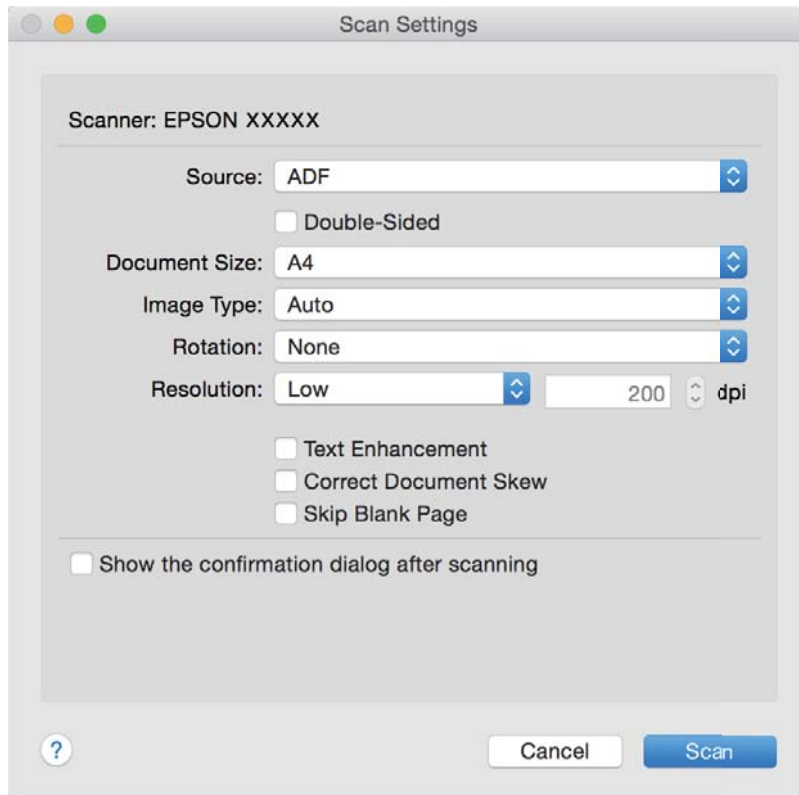 Scan Settings
Scanner: EPSON XXXXX
Source: ADF
Double-Sided
Document Size: A4
Image Type: Auto
Rotation: None
Resolution: Low 200 dpi
Text Enhancement
Correct Document Skew
Skip Blank Page
Show the confirmation dialog after scanning
? Cancel Scan